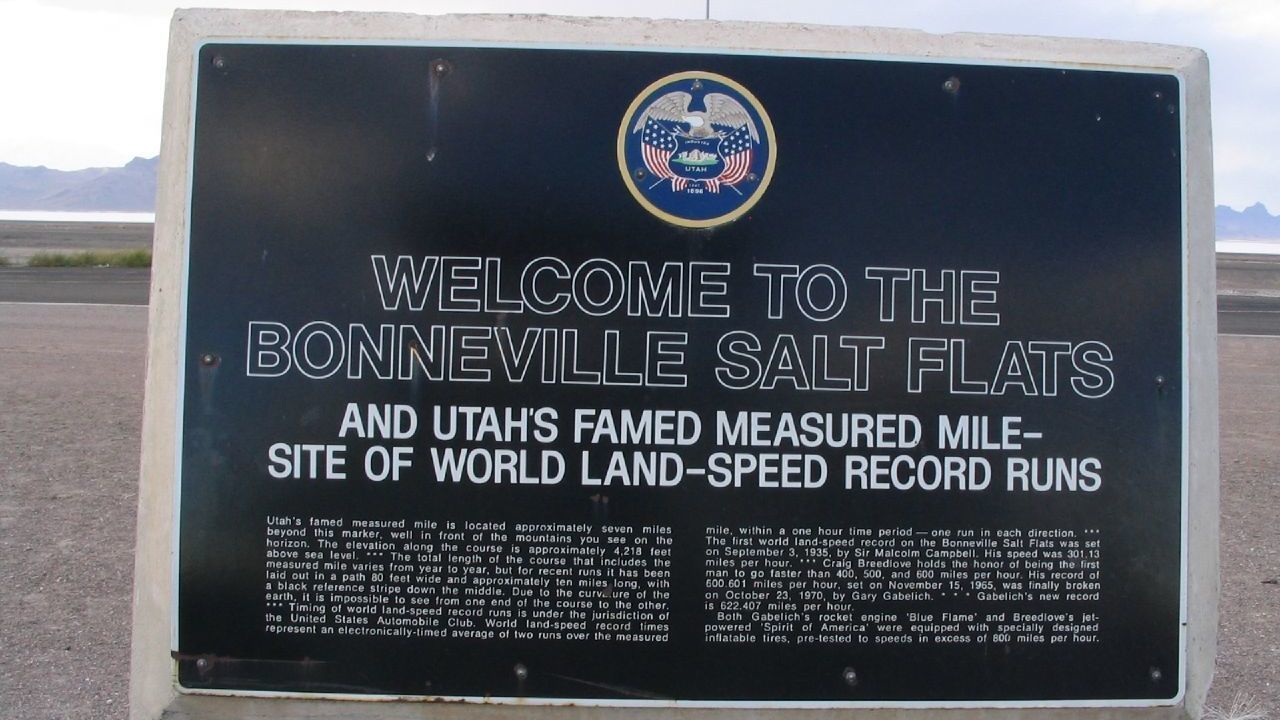 INDUSTRY
UTAH
1896
WELCOME TO THE
BONNEVILLE SALT FLATS
AND UTAH'S FAMED MEASURED MILE-
SITE OF WORLD LAND-SPEED RECORD RUNS
Utah's famed measured mile is located approximately seven miles
beyond this marker, well in front of the mountains you see on the
horizon. The elevation along the course is approximately 4,218 feet
above sea level. *** The total length of the course that includes the
measured mile varies from year to year, but for recent runs it has been
laid out in a path 80 feet wide and approximately ten miles long, with
a black reference stripe down the middle. Due to the curvature of the
earth, it is impossible to see from one end of the course to the other.
*** Timing of world land-speed record runs is under the jurisdiction of
the United States Automobile Club. World land-speed record times
represent an electronically-timed average of two runs over the measured
mile, within a one hour time period — one run in each direction. ***
The first world land-speed record on the Bonneville Salt Flats was set
on September 3, 1935, by Sir Malcolm Campbell. His speed was 301.13
miles per hour. *** Craig Breedlove holds the honor of being the first
man to go faster than 400, 500, and 600 miles per hour. His record of
600.601 miles per hour, set on November 15, 1965, was finally broken
on October 23, 1970, by Gary Gabelich. * * * Gabelich's new record
is 622.407 miles per hour.
Both Gabelich's rocket engine 'Blue Flame' and Breedlove's jet-
powered 'Spirit of America' were equipped with specially designed
inflatable tires, pre-tested to speeds in excess of 800 miles per hour.